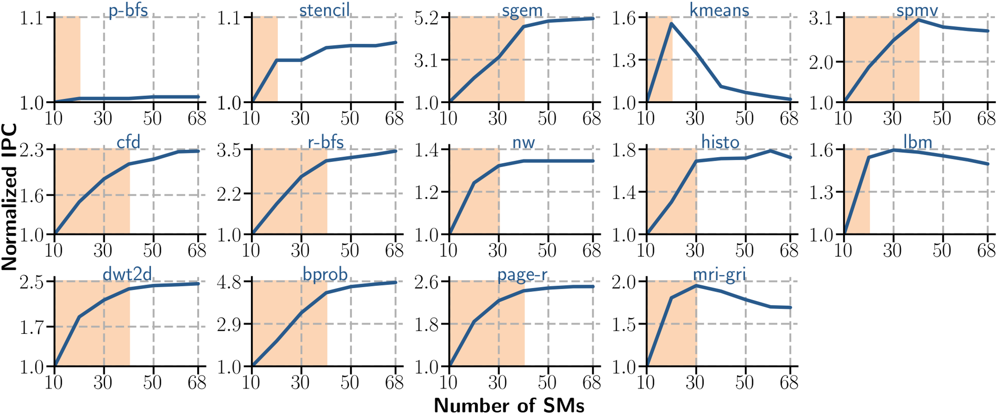 Normalized IPC
p-bfs
1.1
1.0
10 30 50 68
stencil
1.1
1.0
10 30 50 68
sgem
5.2
3.1
1.0
10 30 50 68
kmeans
1.6
1.3
1.0
10 30 50 68
spmv
3.1
2.0
1.0
10 30 50 68
cfd
2.3
1.6
1.0
10 30 50 68
r-bfs
3.5
2.2
1.0
10 30 50 68
nw
1.4
1.2
1.0
10 30 50 68
histo
1.8
1.4
1.0
10 30 50 68
lbm
1.6
1.3
1.0
10 30 50 68
dwt2d
2.5
1.7
1.0
10 30 50 68
bprob
4.8
2.9
1.0
10 30 50 68
page-r
2.6
1.8
1.0
10 30 50 68
mri-gri
2.0
1.5
1.0
10 30 50 68
Number of SMs